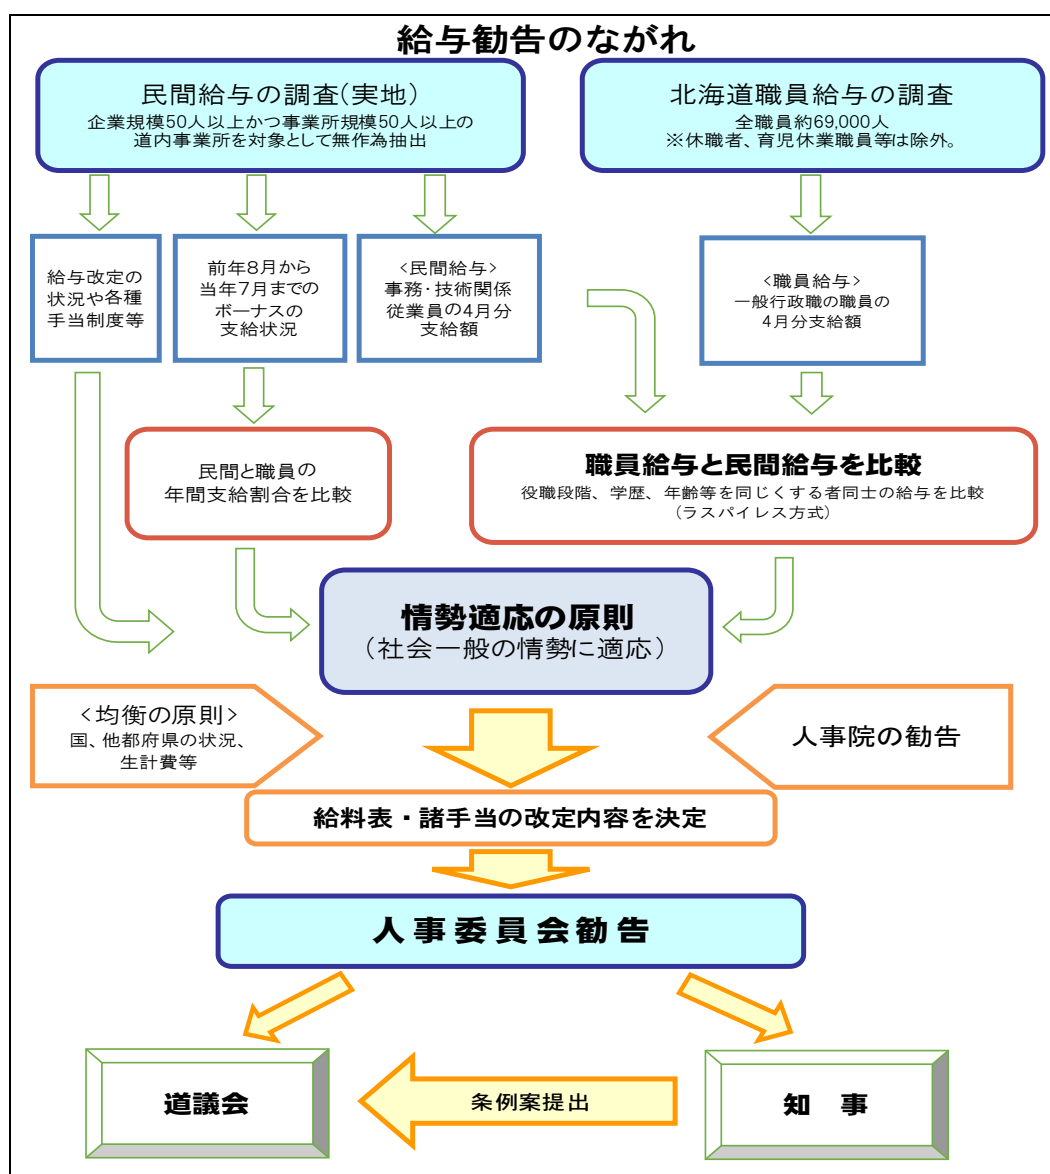 給与勧告のながれ
民間給与の調査(実地)
企業規模50人以上かつ事業所規模50人以上の
道内事業所を対象として無作為抽出
北海道職員給与の調査
全職員約69,000人
※休職者、育児休業職員等は除外。
給与改定の
状況や各種
手当制度等
前年8月から
当年7月までの
ボーナスの
支給状況
<民間給与>
事務・技術関係
従業員の4月分
支給額
<職員給与>
一般行政職の職員の
4月分支給額
民間と職員の
年間支給割合を比較
職員給与と民間給与を比較
役職段階、学歴、年齢等を同じくする者同士の給与を比較
(ラスパイレス方式)
情勢適応の原則
(社会一般の情勢に適応)
<均衡の原則>
国、他都府県の状況、
生計費等
人事院の勧告
給料表・諸手当の改定内容を決定
人事委員会勧告
道議会
条例案提出
知 事